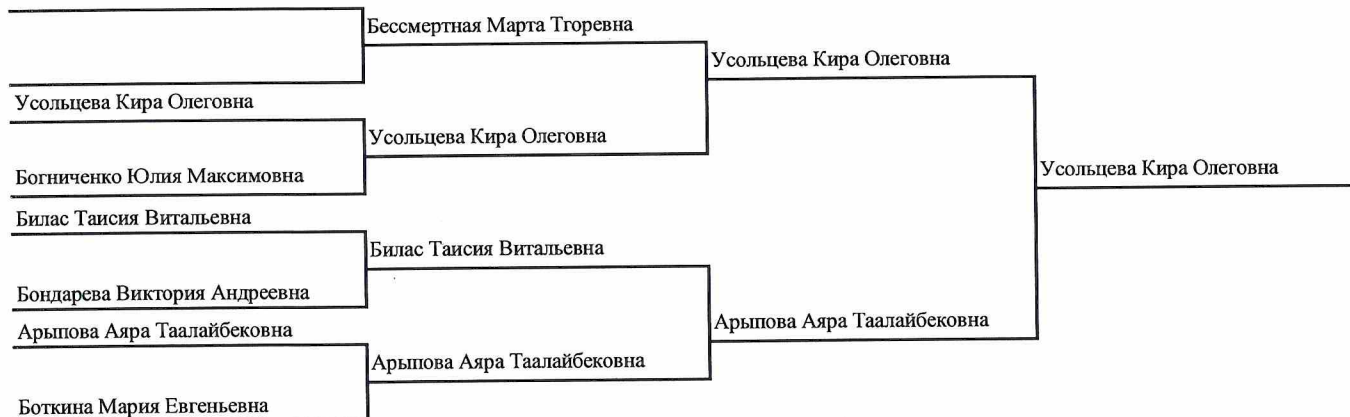 Бессмертная Марта Тгоревна
Усольцева Кира Олеговна
Усольцева Кира Олеговна
Усольцева Кира Олеговна
Богниченко Юлия Максимовна
Усольцева Кира Олеговна
Билас Таисия Витальевна
Билас Таисия Витальевна
Бондарева Виктория Андреевна
Арыпова Аяра Таалайбековна
Арыпова Аяра Таалайбековна
Арыпова Аяра Таалайбековна
Боткина Мария Евгеньевна